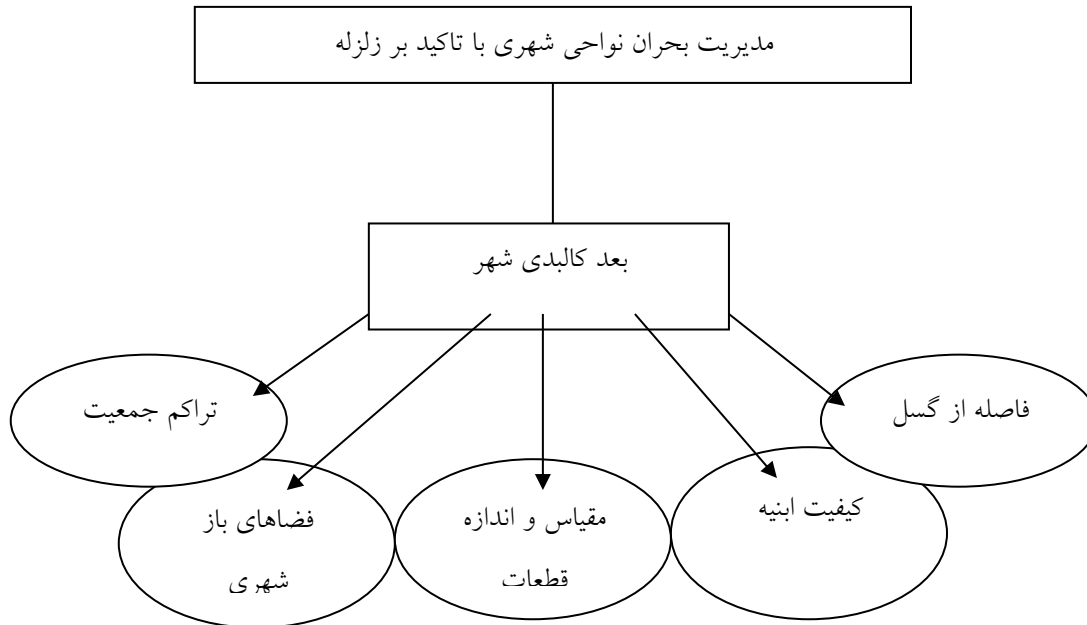 مدیریت بحران نواحی شهری با تاکید بر زلزله
بعد کالبدی شهر
فاصله از گسل
تراکم جمعیت
کیفیت ابنیه
مقیاس و اندازه
قطعات
فضاهای باز
شهری